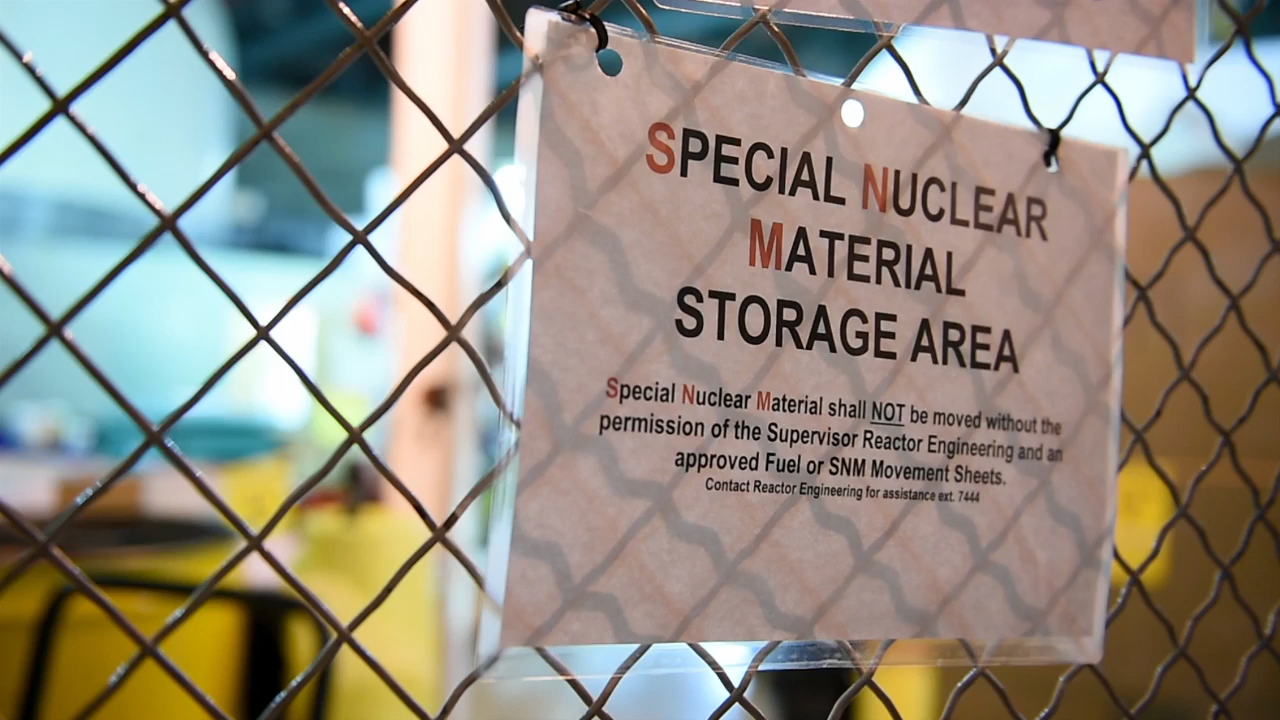 SPECIAL NUCLEAR
MATERIAL
STORAGE AREA
Special Nuclear Material shall NOT be moved without the
permission of the Supervisor Reactor Engineering and an
approved Fuel or SNM Movement Sheets.
Contact Reactor Engineering for assistance ext. 7444